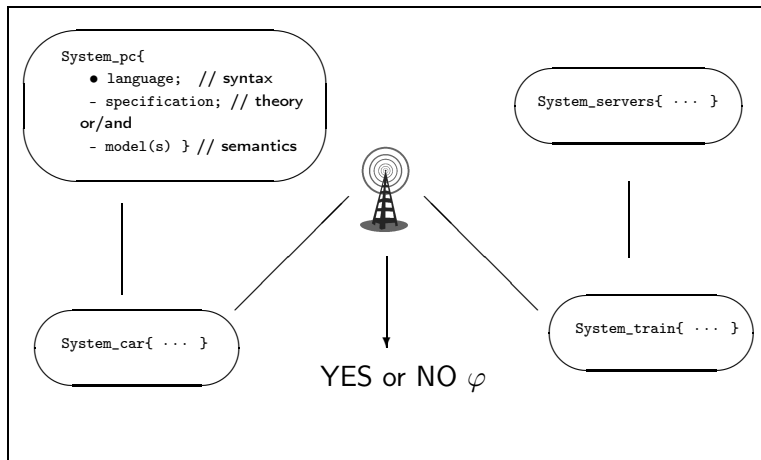 System_pc{
● language; // syntax
- specification; // theory
or/and
- model(s) } // semantics
System_servers{ ··· }
System_car{ ··· }
System_train{ ··· }
YES or NO φ